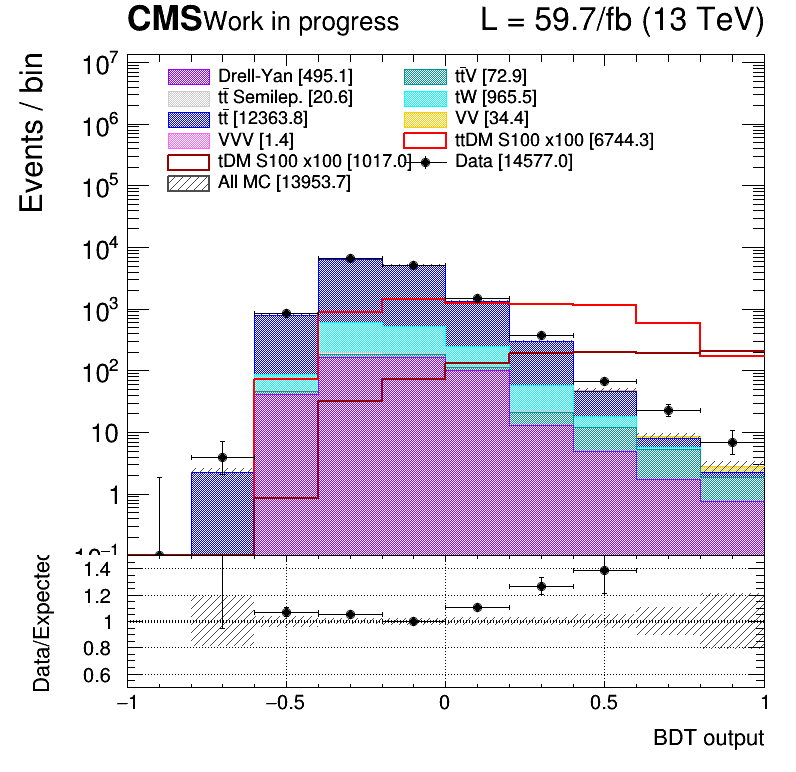 CMS Work in progress L = 59.7/fb (13 TeV)
Events / bin
10⁷
10⁶
10⁵
10⁴
10³
10²
10
1
10⁻¹
Drell-Yan [495.1] tt̄V [72.9]
tt̄ Semilep. [20.6] tW [965.5]
tt̄ [12363.8] VV [34.4]
VVV [1.4] ttDM S100 x100 [6744.3]
tDM S100 x100 [1017.0] Data [14577.0]
All MC [13953.7]
Data/Expected
1.4
1.2
1
0.8
0.6
−1 −0.5 0 0.5 1
BDT output